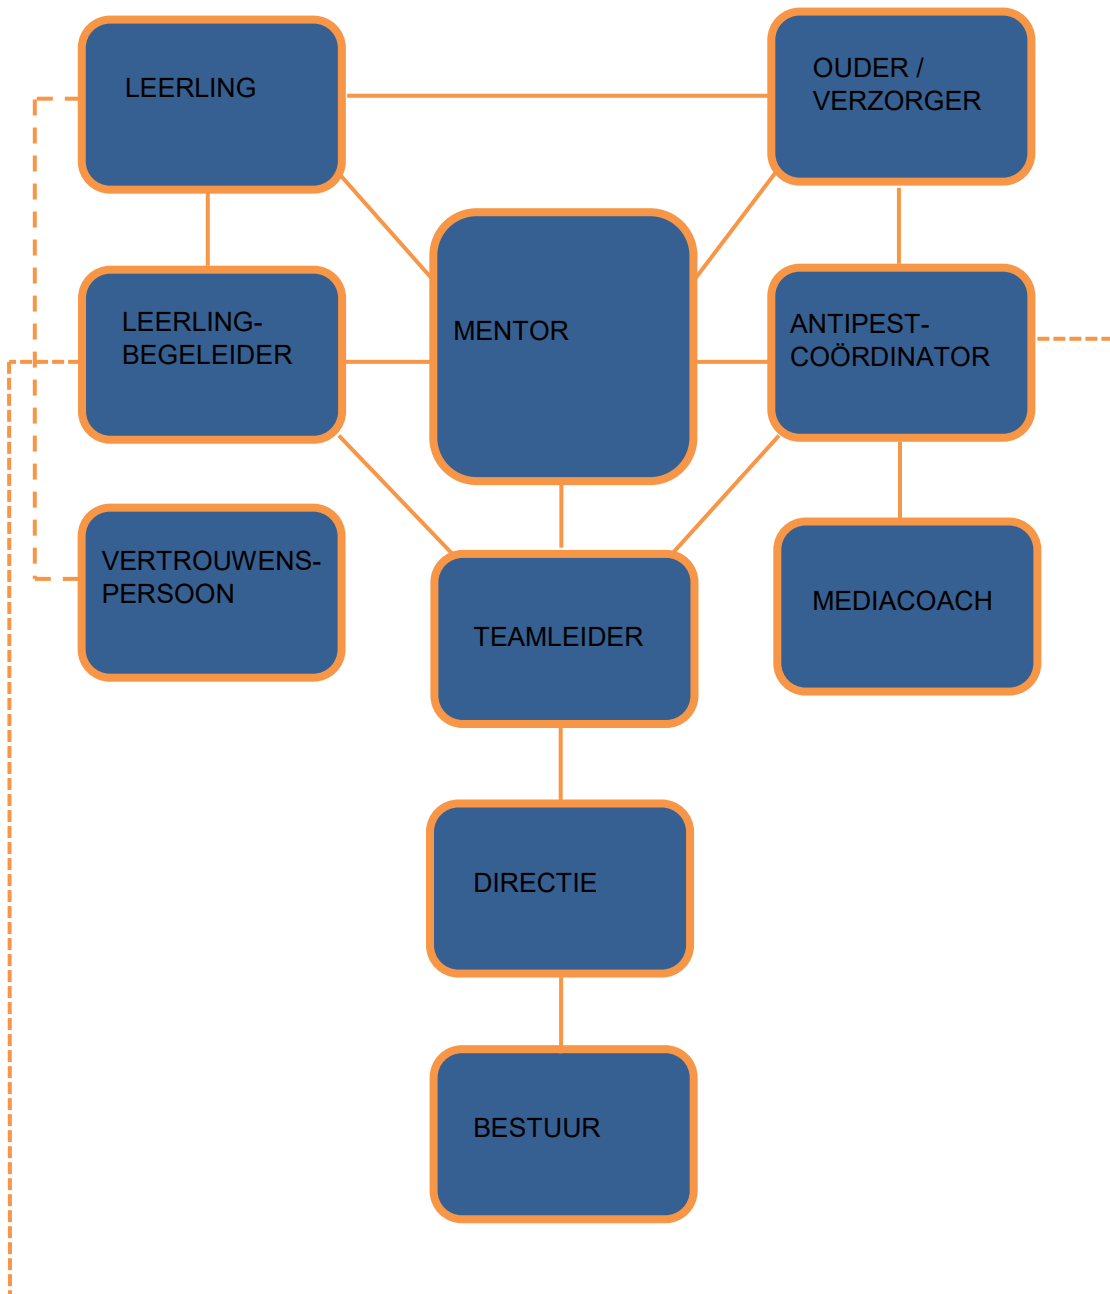 LEERLING
OUDER /
VERZORGER
LEERLING-
BEGELEIDER
MENTOR
ANTIPEST-
COÖRDINATOR
VERTROUWENS-
PERSOON
TEAMLEIDER
MEDIACOACH
DIRECTIE
BESTUUR